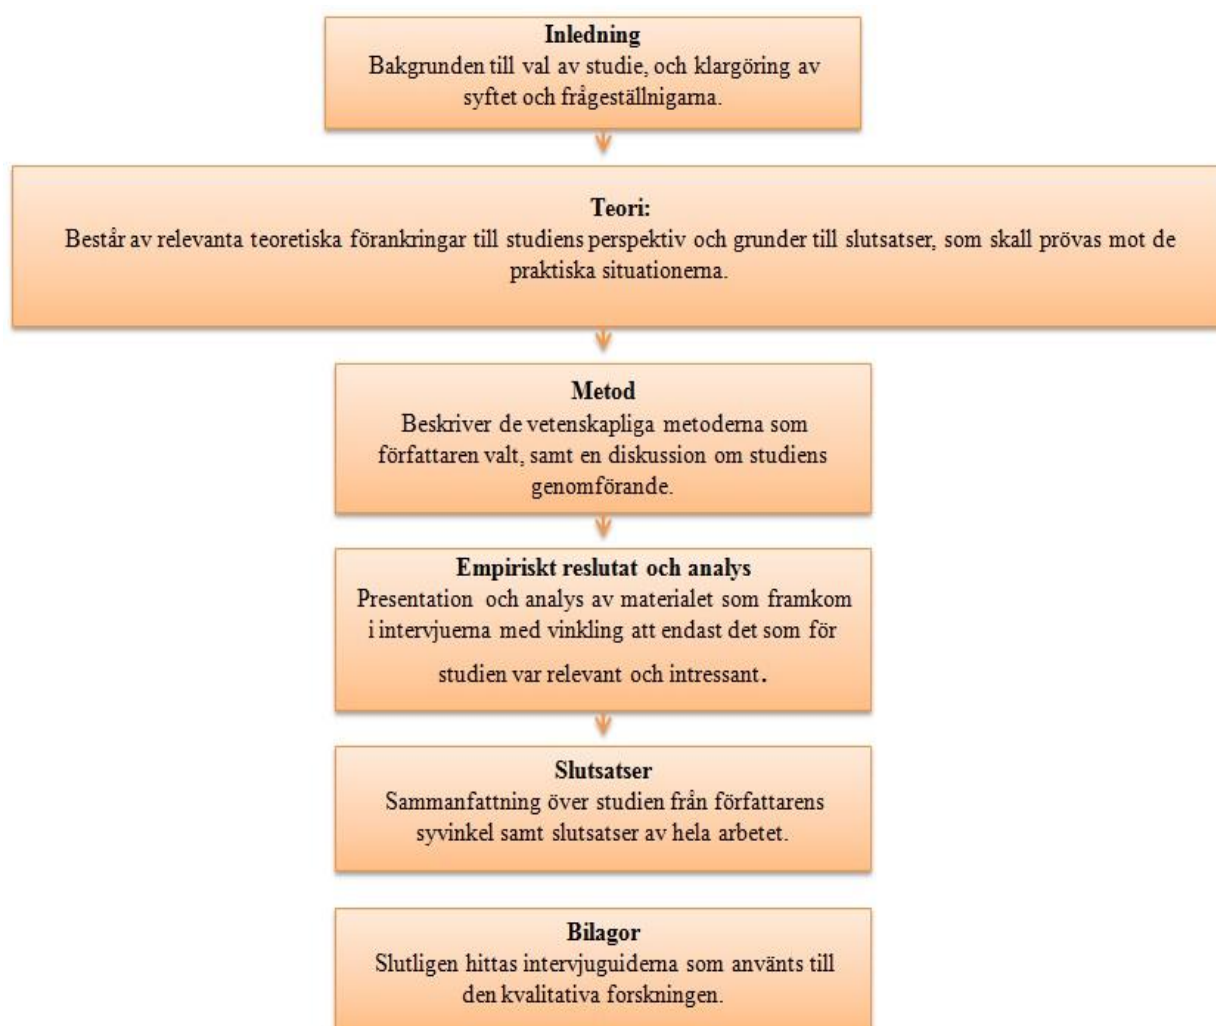 Inledning
Bakgrunden till val av studie, och klargöring av
syftet och frågeställnigarna.
Teori:
Består av relevanta teoretiska förankringar till studiens perspektiv och grunder till slutsatser, som skall prövas mot de
praktiska situationerna.
Metod
Beskriver de vetenskapliga metoderna som
författaren valt, samt en diskussion om studiens
genomförande.
Empiriskt reslutat och analys
Presentation och analys av materialet som framkom
i intervjuerna med vinkling att endast det som för
studien var relevant och intressant.
Slutsatser
Sammanfattning över studien från författarens
syvinkel samt slutsatser av hela arbetet.
Bilagor
Slutligen hittas intervjuguiderna som använts till
den kvalitativa forskningen.